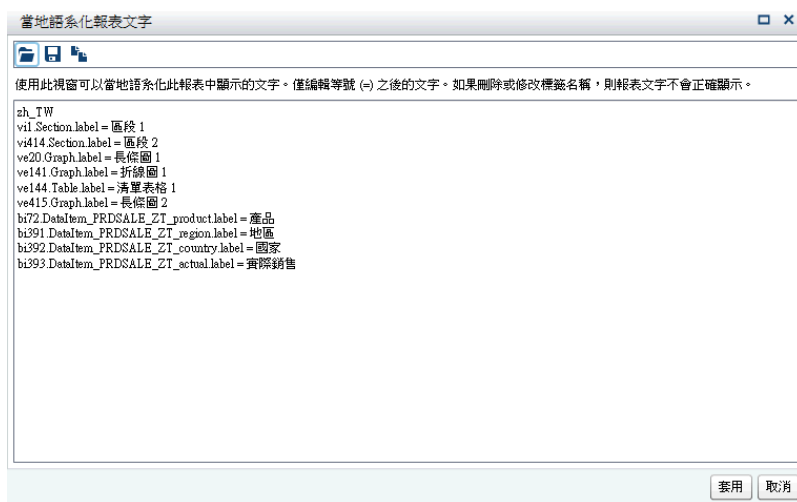 當地語系化報表文字
使用此視窗可以當地語系化此報表中顯示的文字。僅編輯等號 (=) 之後的文字。如果刪除或修改標籤名稱，則報表文字不會正確顯示。
zh_TW
vi1.Section.label = 區段 1
vi414.Section.label = 區段 2
ve20.Graph.label = 長條圖 1
ve141.Graph.label = 折線圖 1
ve144.Table.label = 清單表格 1
ve415.Graph.label = 長條圖 2
bi72.DataItem_PRDSALE_ZT_product.label = 產品
bi391.DataItem_PRDSALE_ZT_region.label = 地區
bi392.DataItem_PRDSALE_ZT_country.label = 國家
bi393.DataItem_PRDSALE_ZT_actual.label = 實際銷售
套用 取消